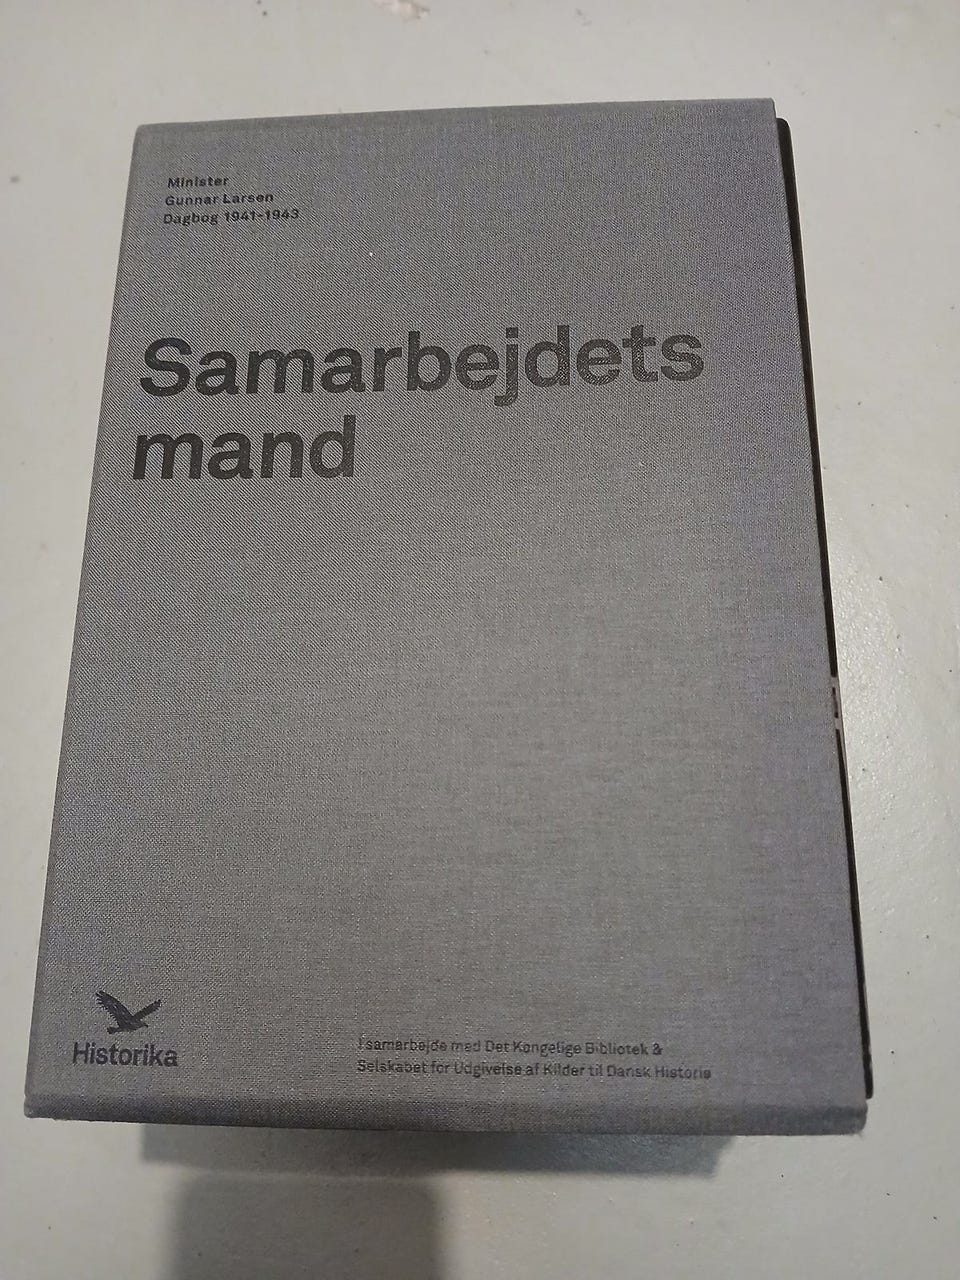 Minister
Gunnar Larsen
Dagbog 1941-1943
Samarbejdets
mand
Historika
I samarbejde med Det Kongelige Bibliotek &
Selskabet for Udgivelse af Kilder til Dansk Historie